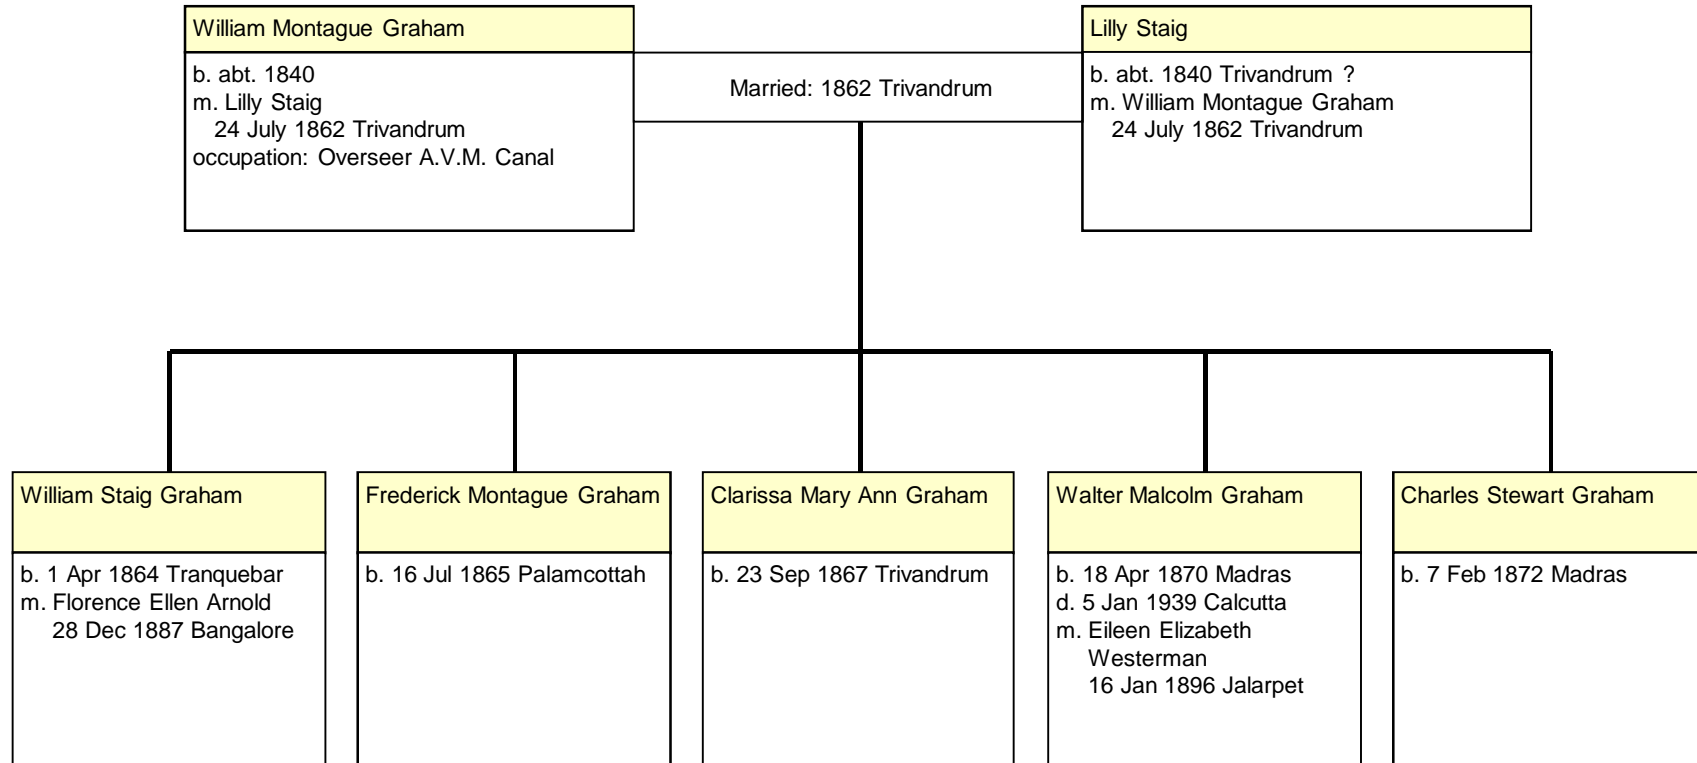 William Montague Graham
b. abt. 1840
m. Lilly Staig
24 July 1862 Trivandrum
occupation: Overseer A.V.M. Canal
Married: 1862 Trivandrum
Lilly Staig
b. abt. 1840 Trivandrum ?
m. William Montague Graham
24 July 1862 Trivandrum
William Staig Graham
b. 1 Apr 1864 Tranquebar
m. Florence Ellen Arnold
28 Dec 1887 Bangalore
Frederick Montague Graham
b. 16 Jul 1865 Palamcottah
Clarissa Mary Ann Graham
b. 23 Sep 1867 Trivandrum
Walter Malcolm Graham
b. 18 Apr 1870 Madras
d. 5 Jan 1939 Calcutta
m. Eileen Elizabeth
Westerman
16 Jan 1896 Jalarpet
Charles Stewart Graham
b. 7 Feb 1872 Madras